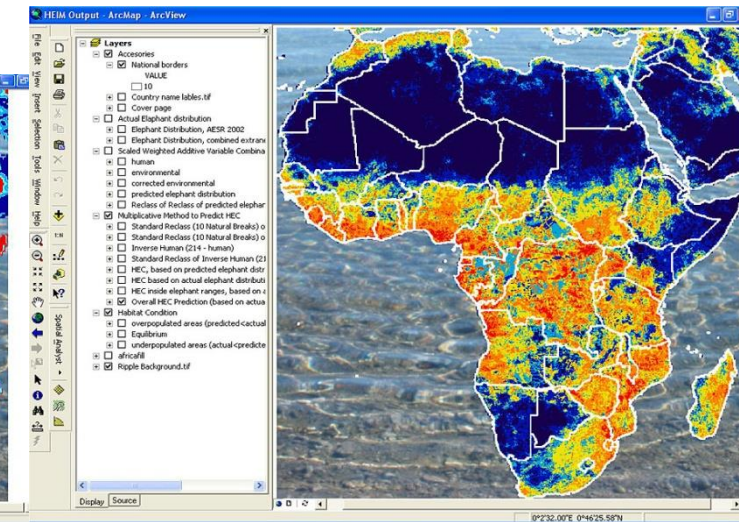 HEIM Output - ArcMap - ArcView
File Edit View Insert Selection Tools Window Help
Layers
Accesories
National borders
VALUE
10
Country name lables.tif
Cover page
Actual Elaphant distribution
Elephant Distribution, AESR 2002
Elephant Distribution, combined extran
Scaled Weighted Additive Variable Combina
human
environmental
corrected environmental
predicted elephant distribution
Reclass of Reclass of predicted elephar
Multiplicative Method to Predict HEC
Standard Reclass (10 Natural Breaks) o
Standard Reclass (10 Natural Breaks) o
Inverse Human (214 - human)
Standard Reclass of Inverse Human (21
HEC, based on predicted elephant distr
HEC based on actual elephant distributi
HEC inside elephant ranges, based on a
Overall HEC Prediction (based on actua
Habitat Condition
overpopulated areas (predicted<actual
Equilibrium
underpopulated areas (actual<predicte
africafill
Ripple Background.tif
1:1
Spatial Analyst
Display Source
0°2'32.00"E 0°46'25.58"N